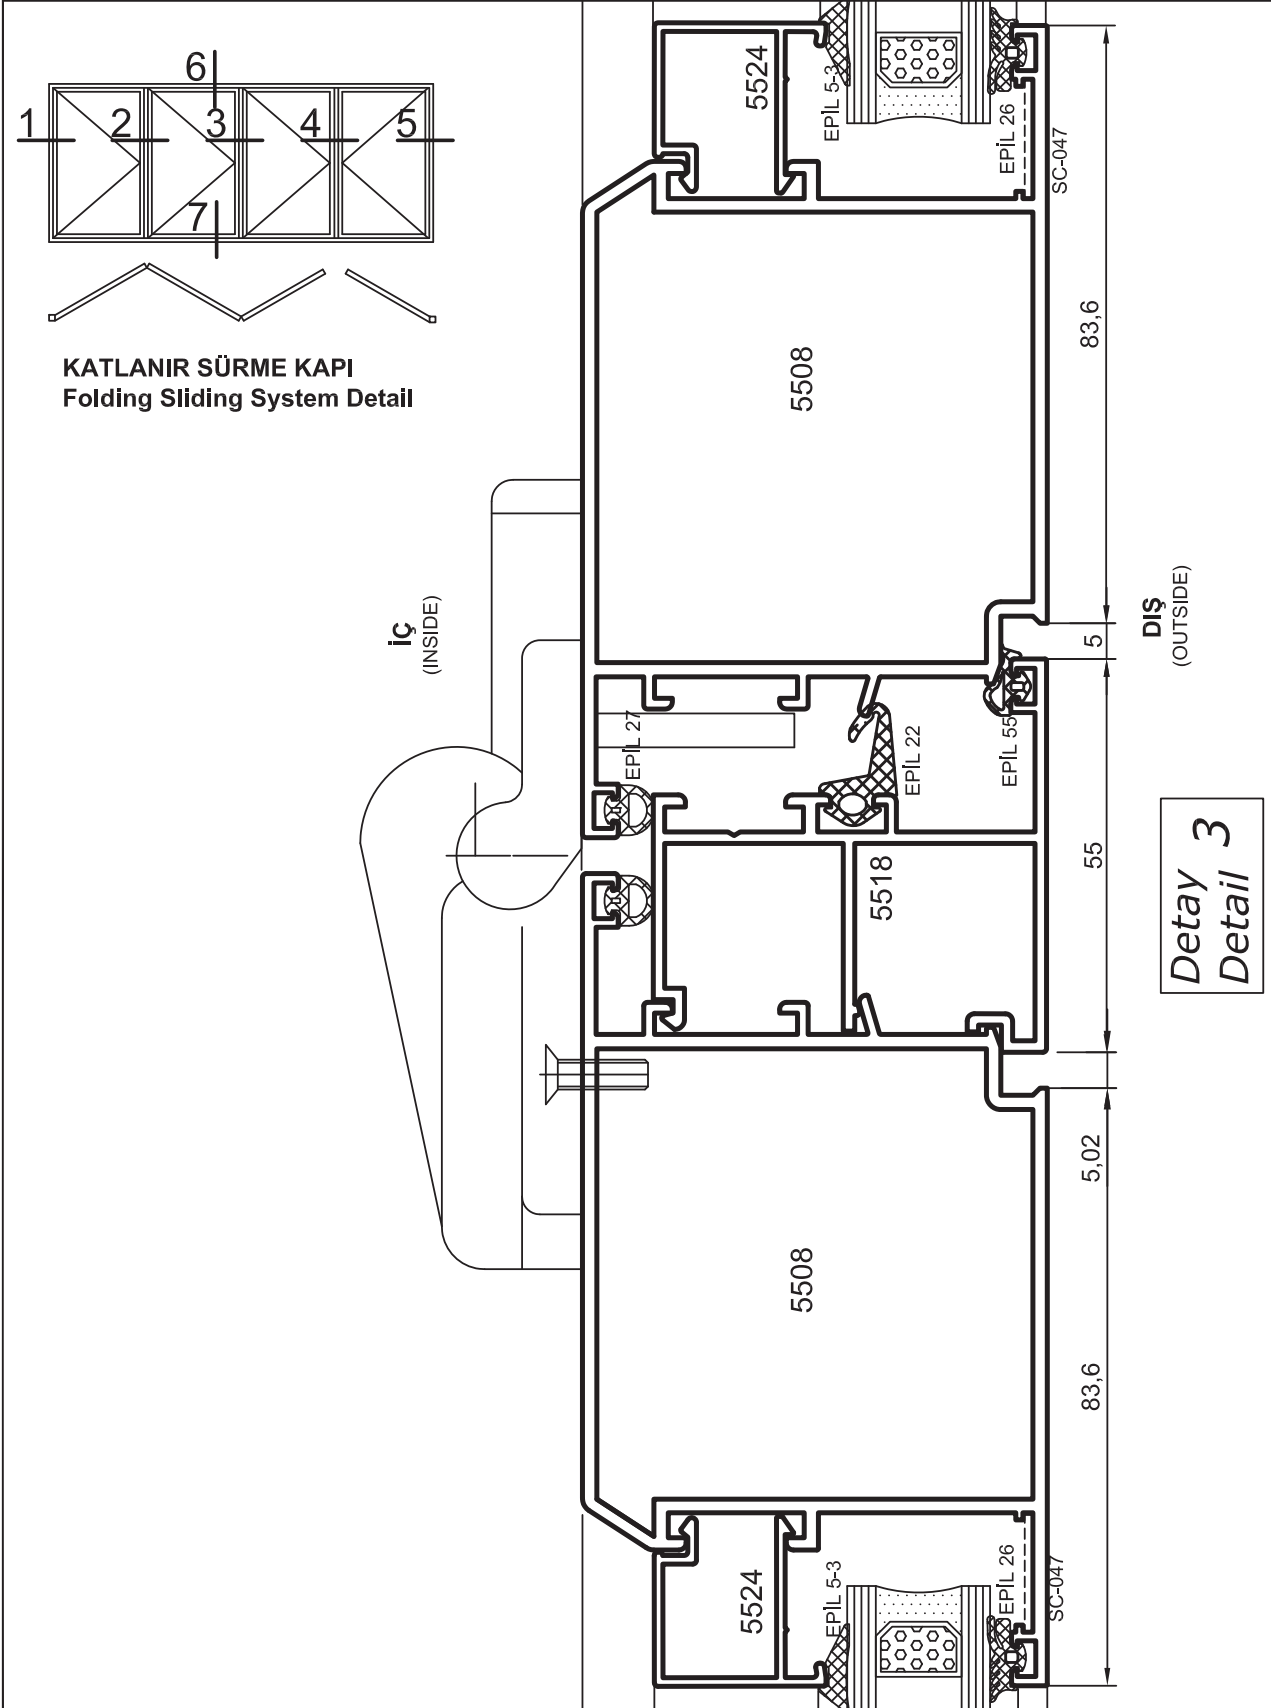 6
1
2
3
4
5
7
KATLANIR SÜRME KAPI
Folding Sliding System Detail
5524
EPİL 5-3
EPİL 26
SC-047
83,6
5508
İÇ
(INSIDE)
DIŞ
(OUTSIDE)
5
EPİL 27
EPİL 22
EPİL 55
55
5518
Detay
Detail 3
5,02
5508
83,6
5524
EPİL 5-3
EPİL 26
SC-047